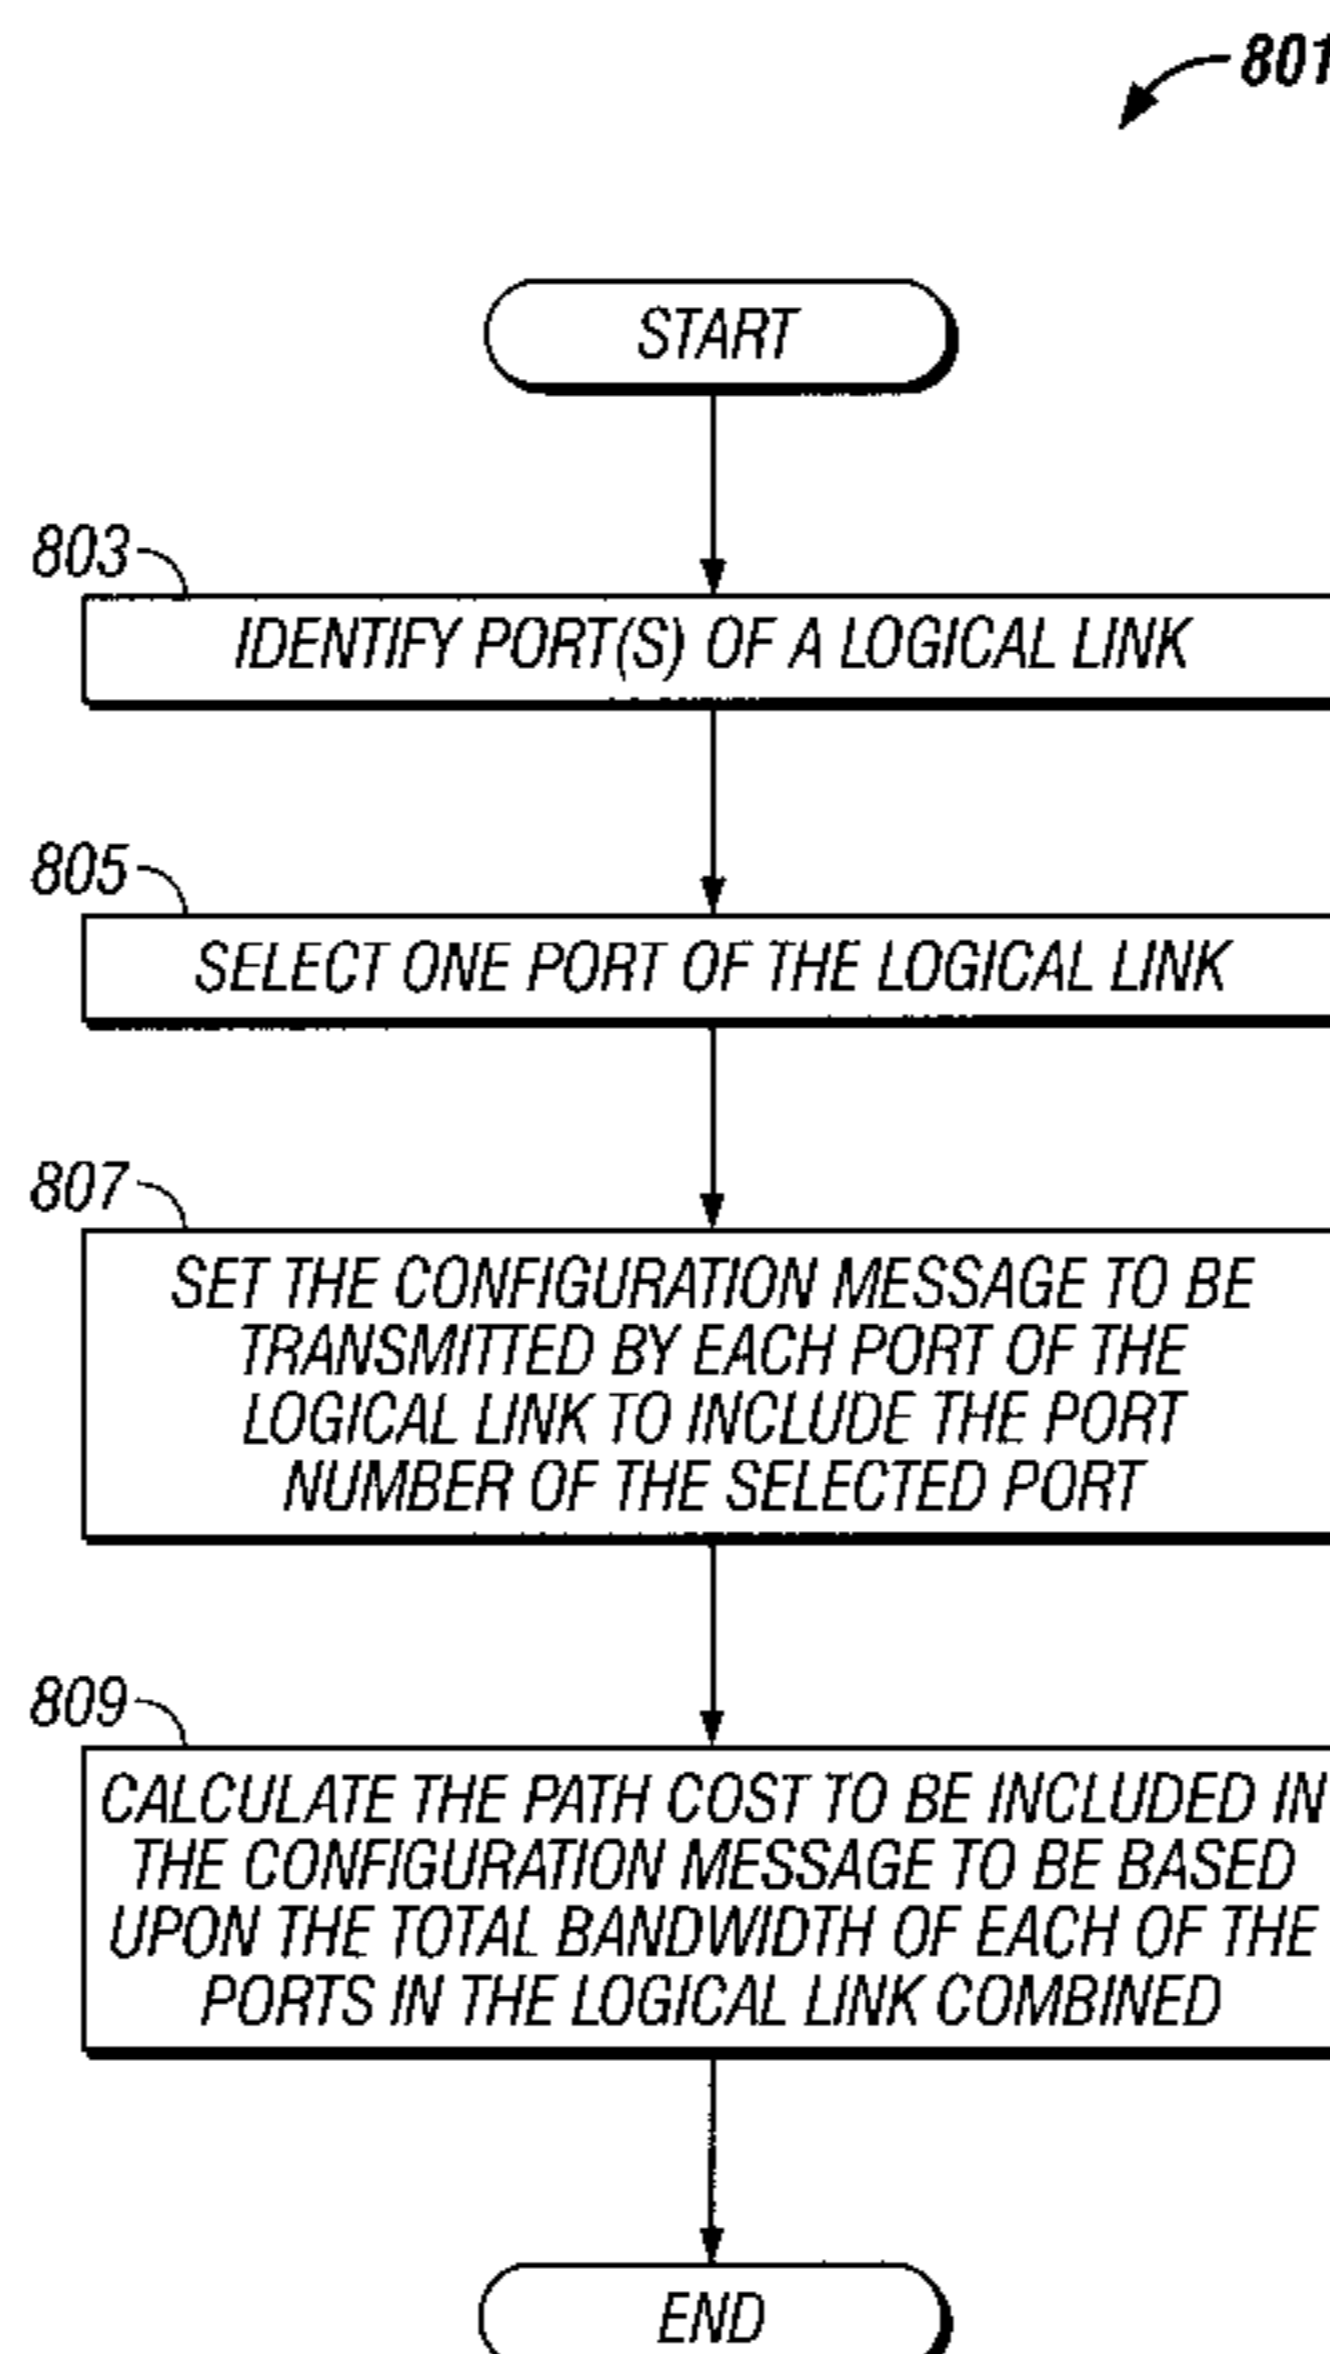 801
START
803
IDENTIFY PORT(S) OF A LOGICAL LINK
805
SELECT ONE PORT OF THE LOGICAL LINK
807
SET THE CONFIGURATION MESSAGE TO BE
TRANSMITTED BY EACH PORT OF THE
LOGICAL LINK TO INCLUDE THE PORT
NUMBER OF THE SELECTED PORT
809
CALCULATE THE PATH COST TO BE INCLUDED IN
THE CONFIGURATION MESSAGE TO BE BASED
UPON THE TOTAL BANDWIDTH OF EACH OF THE
PORTS IN THE LOGICAL LINK COMBINED
END